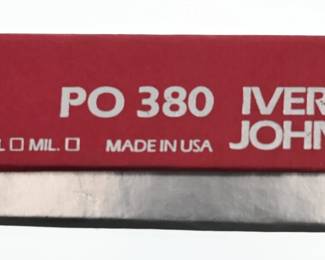 PO 380 IVER
JOHN
L ☐ MIL. ☐ MADE IN USA